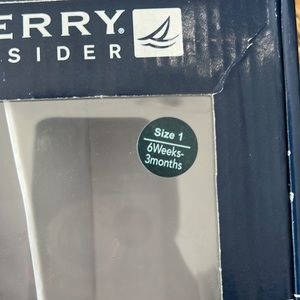 ERRY®
SIDER
Size 1
6Weeks-
3months